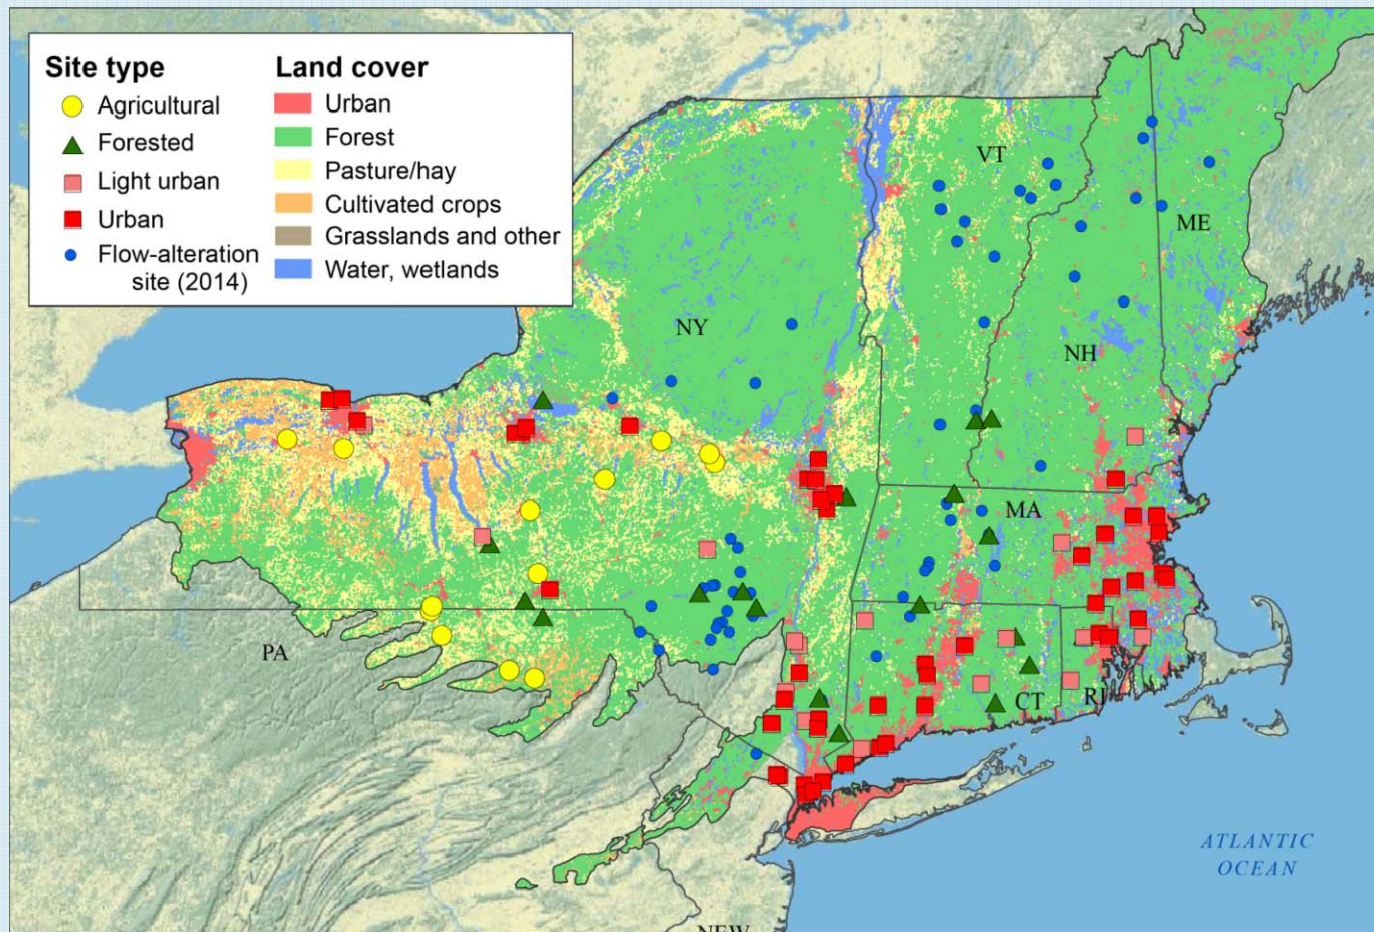 Site type
Agricultural
Forested
Light urban
Urban
Flow-alteration
site (2014)
Land cover
Urban
Forest
Pasture/hay
Cultivated crops
Grasslands and other
Water, wetlands
VT
ME
NY
NH
MA
PA
CT
RI
ATLANTIC
OCEAN
NEW